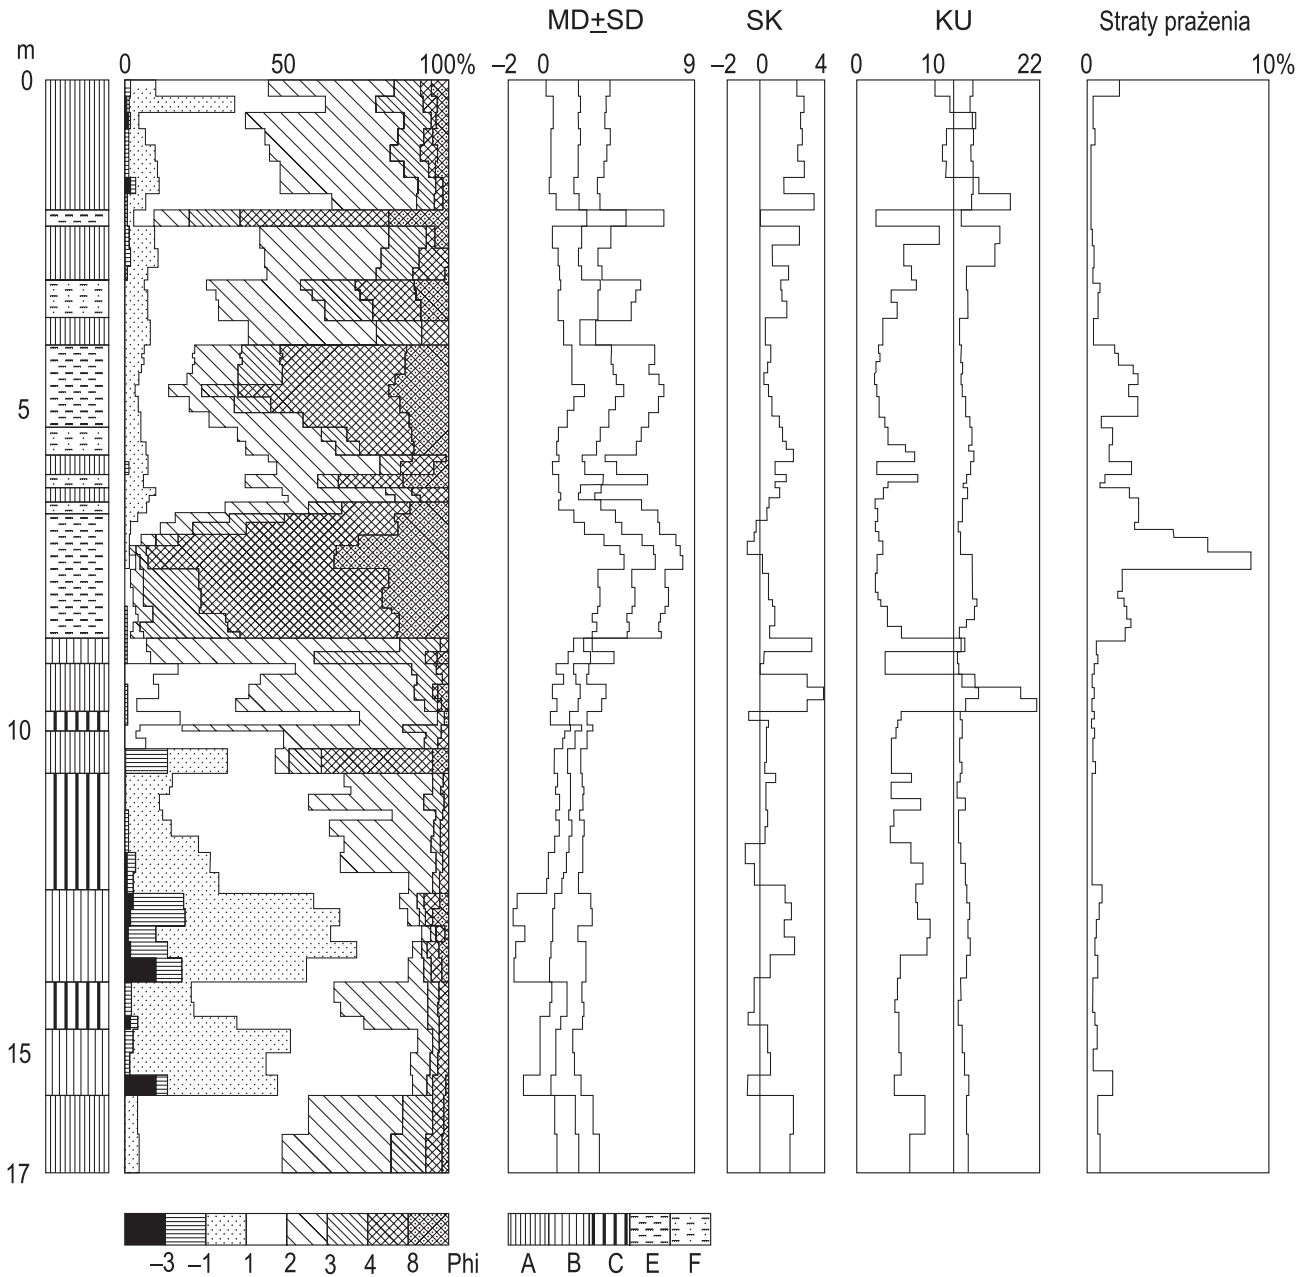 MD±SD SK KU Straty prażenia
m
0 50 100% –2 0 9 –2 0 4 0 10 22 0 10%
0
5
10
15
17
–3 –1 1 2 3 4 8 Phi A B C E F